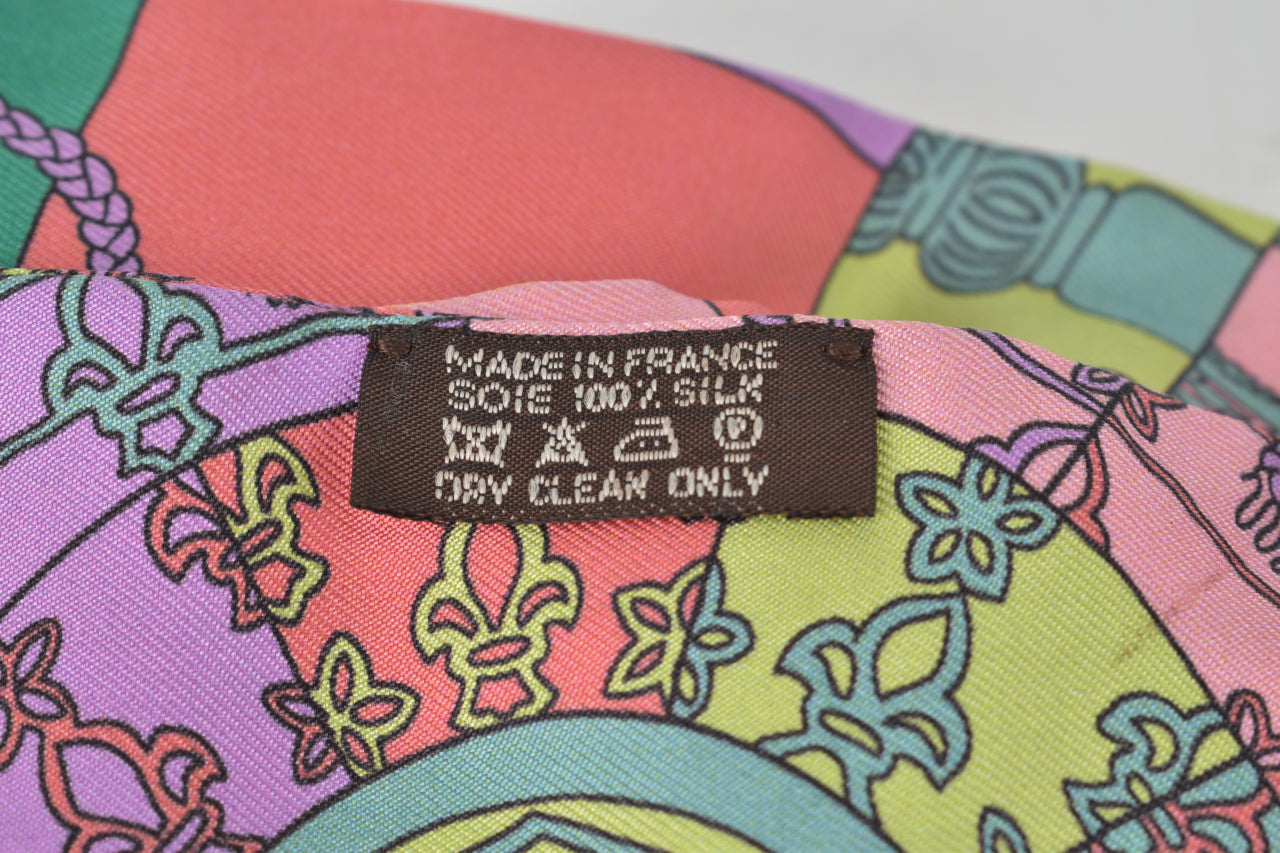 MADE IN FRANCE
SOIE 100% SILK
P
DRY CLEAN ONLY